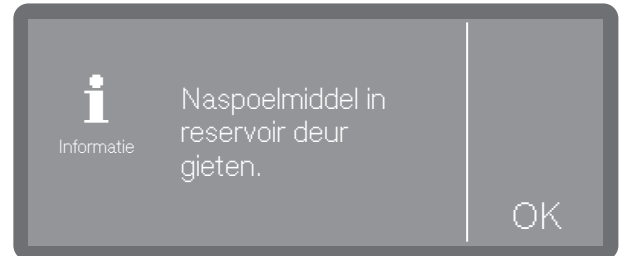 Informatie
Naspoelmiddel in
reservoir deur
gieten.
OK